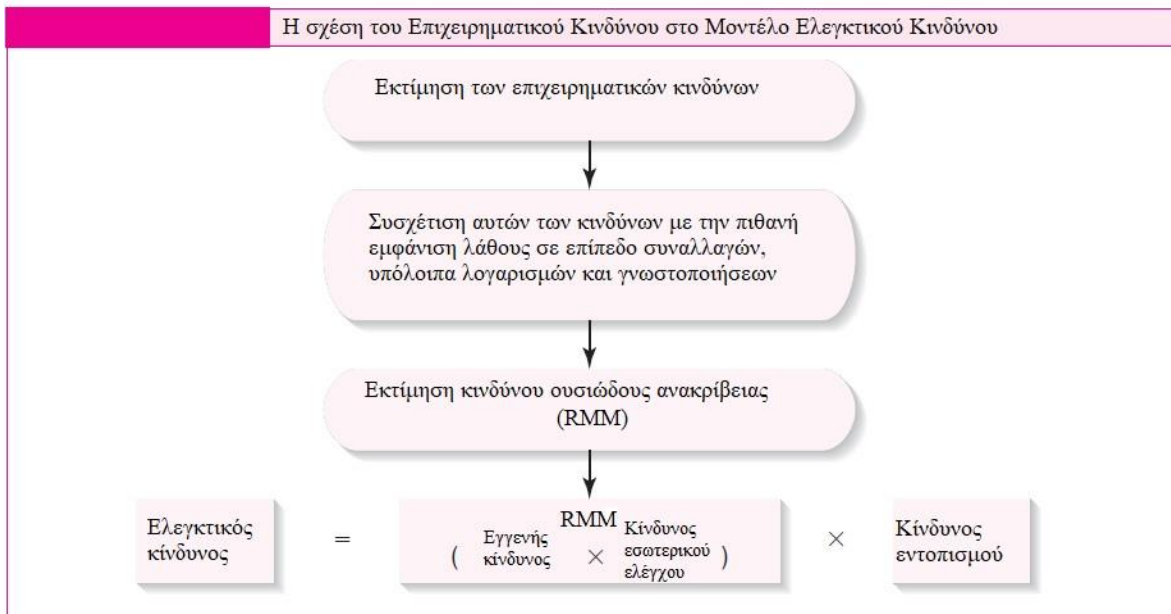 Η σχέση του Επιχειρηματικού Κινδύνου στο Μοντέλο Ελεγκτικού Κινδύνου
Εκτίμηση των επιχειρηματικών κινδύνων
Συσχέτιση αυτών των κινδύνων με την πιθανή
εμφάνιση λάθους σε επίπεδο συναλλαγών,
υπόλοιπα λογαρισμών και γνωστοποιήσεων
Εκτίμηση κινδύνου ουσιώδους ανακρίβειας
(RMM)
Ελεγκτικός
κίνδυνος
=
RMM
( Εγγενής
κίνδυνος
×
Κίνδυνος
εσωτερικού
ελέγχου )
×
Κίνδυνος
εντοπισμού